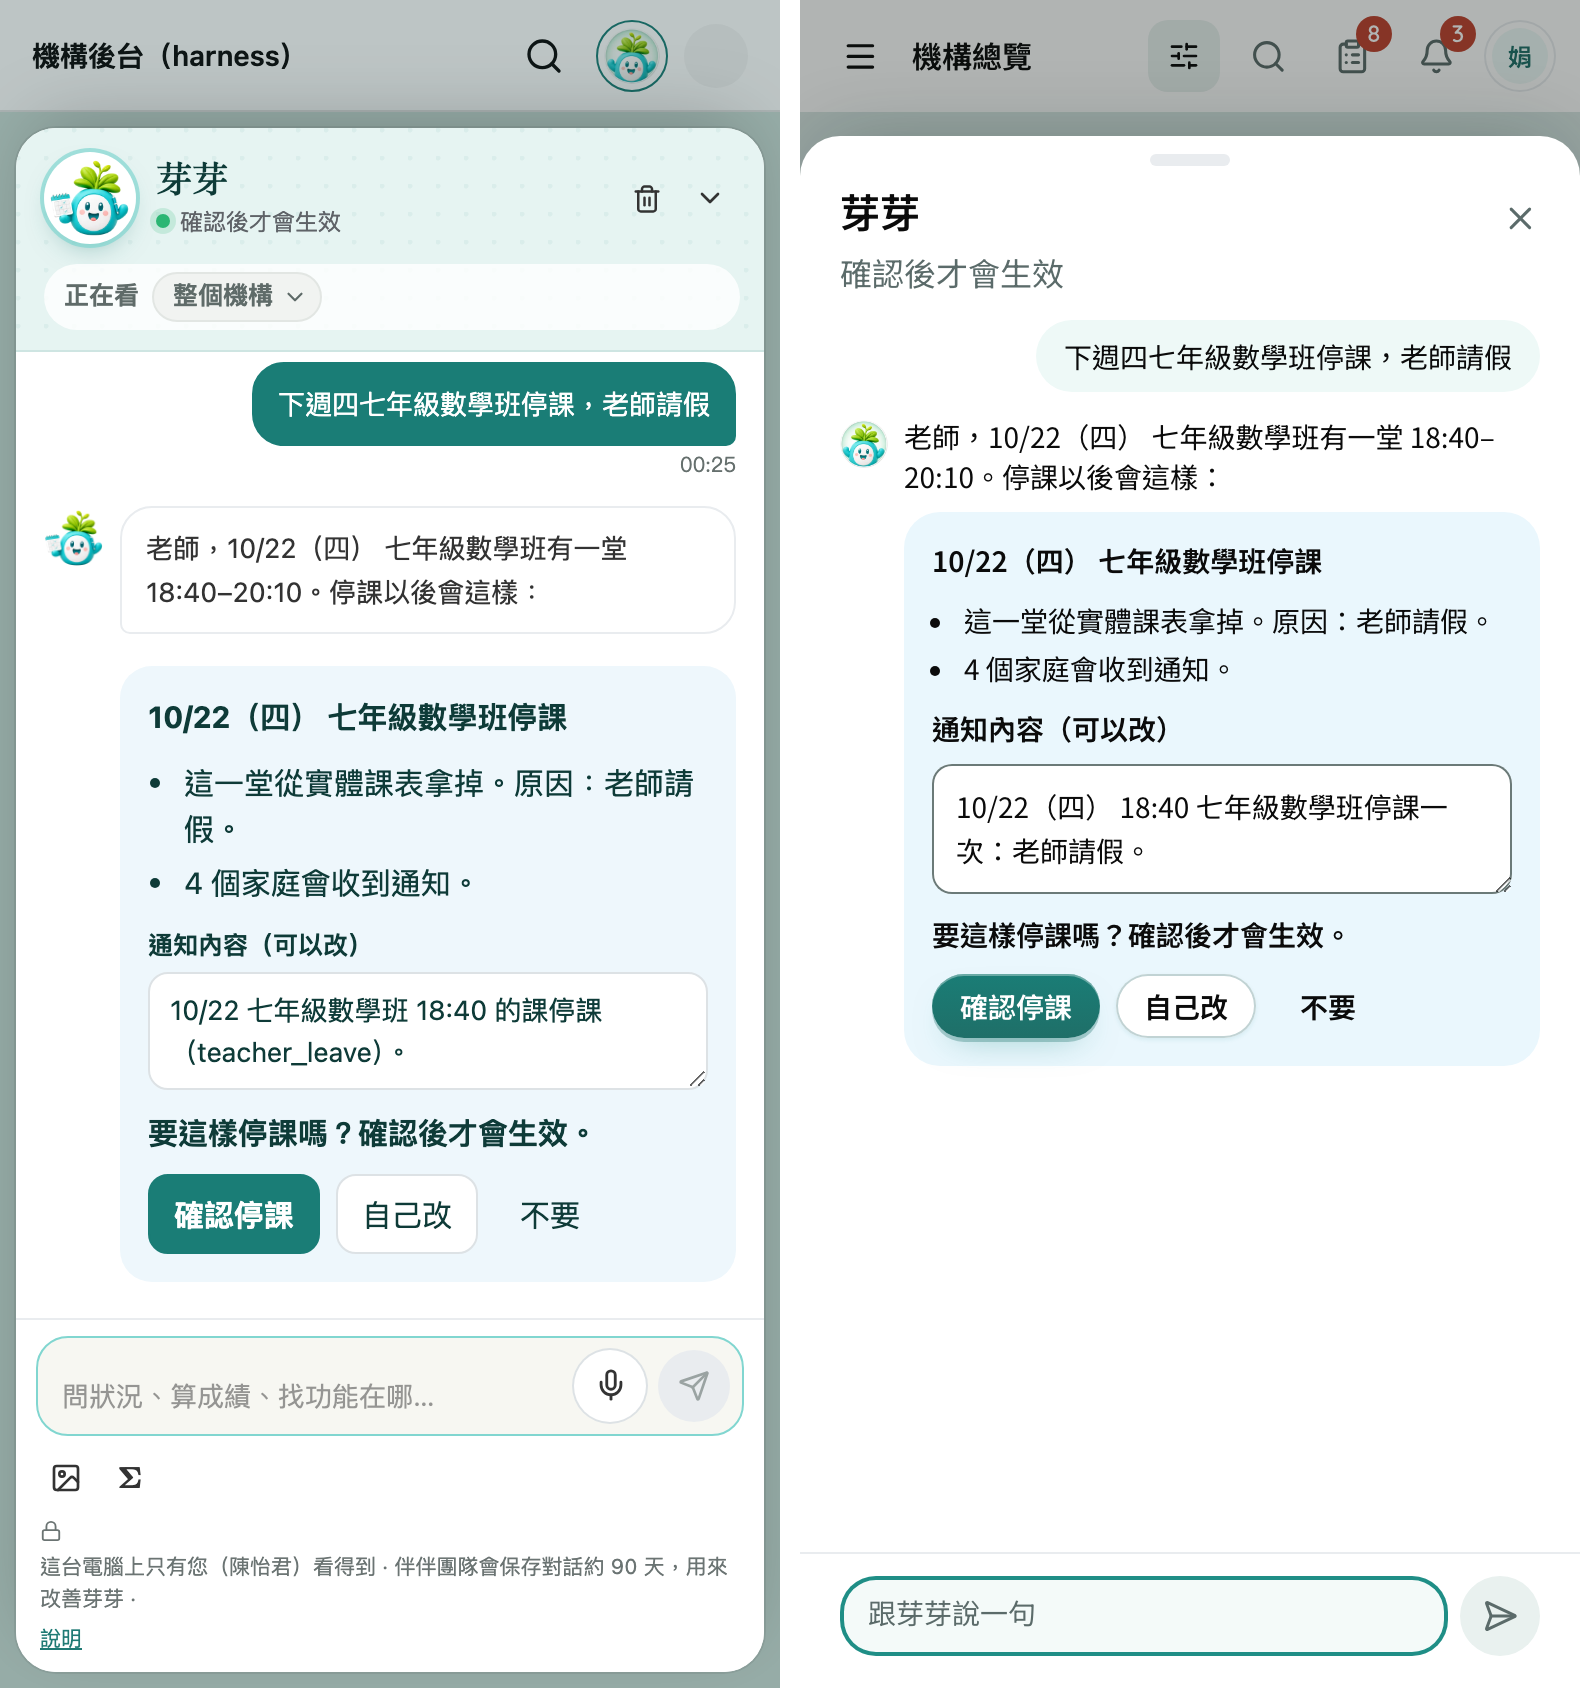 機構後台（harness）
芽芽
確認後才會生效
正在看 整個機構
下週四七年級數學班停課，老師請假
00:25
老師，10/22（四） 七年級數學班有一堂
18:40–20:10。停課以後會這樣：
10/22（四） 七年級數學班停課
• 這一堂從實體課表拿掉。原因：老師請
假。
• 4 個家庭會收到通知。
通知內容（可以改）
10/22 七年級數學班 18:40 的課停課
（teacher_leave）。
要這樣停課嗎？確認後才會生效。
確認停課 自己改 不要
問狀況、算成績、找功能在哪...
這台電腦上只有您（陳怡君）看得到 · 伴伴團隊會保存對話約 90 天，用來
改善芽芽 ·
說明
機構總覽 8 3 娟
芽芽
確認後才會生效
下週四七年級數學班停課，老師請假
老師，10/22（四） 七年級數學班有一堂 18:40–
20:10。停課以後會這樣：
10/22（四） 七年級數學班停課
• 這一堂從實體課表拿掉。原因：老師請假。
• 4 個家庭會收到通知。
通知內容（可以改）
10/22（四） 18:40 七年級數學班停課一
次：老師請假。
要這樣停課嗎？確認後才會生效。
確認停課 自己改 不要
跟芽芽說一句